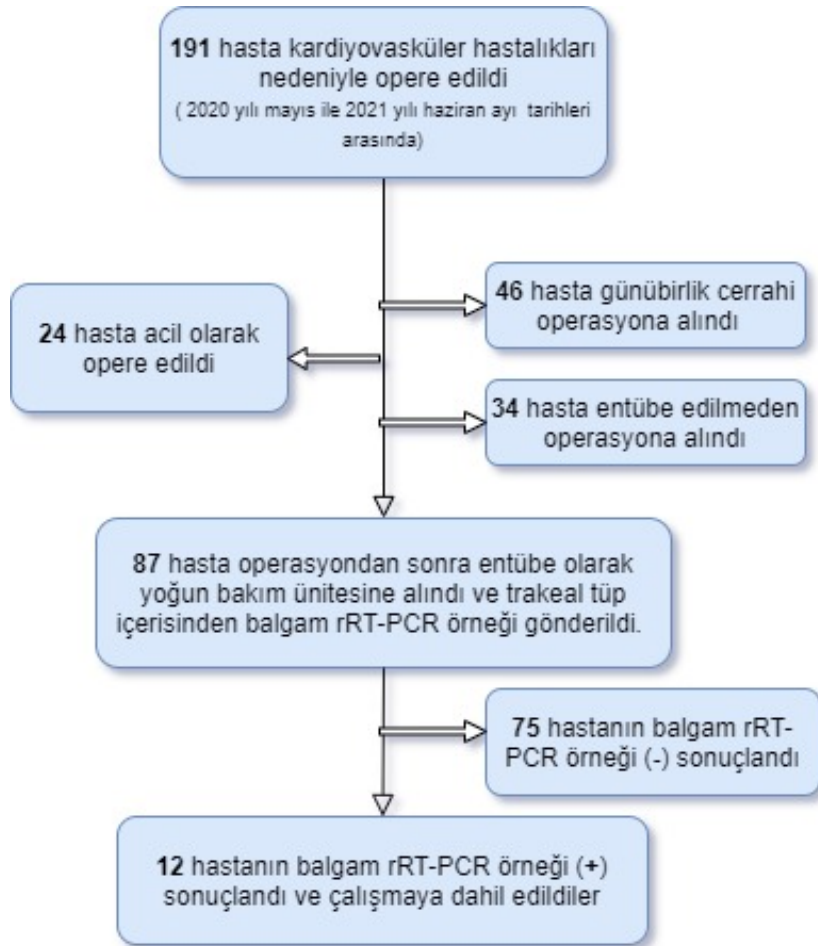 191 hasta kardiyovasküler hastalıkları
nedeniyle opere edildi
( 2020 yılı mayıs ile 2021 yılı haziran ayı tarihleri
arasında)
46 hasta günübirlik cerrahi
operasyona alındı
24 hasta acil olarak
opere edildi
34 hasta entübe edilmeden
operasyona alındı
87 hasta operasyondan sonra entübe olarak
yoğun bakım ünitesine alındı ve trakeal tüp
içerisinden balgam rRT-PCR örneği gönderildi.
75 hastanın balgam rRT-
PCR örneği (-) sonuçlandı
12 hastanın balgam rRT-PCR örneği (+)
sonuçlandı ve çalışmaya dahil edildiler